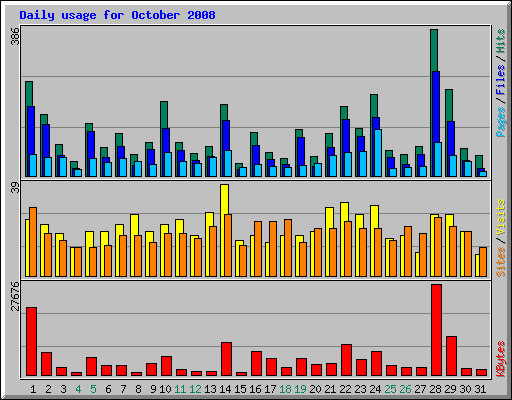 Daily usage for October 2008
386
Pages / Files / Hits
39
Sites / Visits
27676
KBytes
1 2 3 4 5 6 7 8 9 10 11 12 13 14 15 16 17 18 19 20 21 22 23 24 25 26 27 28 29 30 31